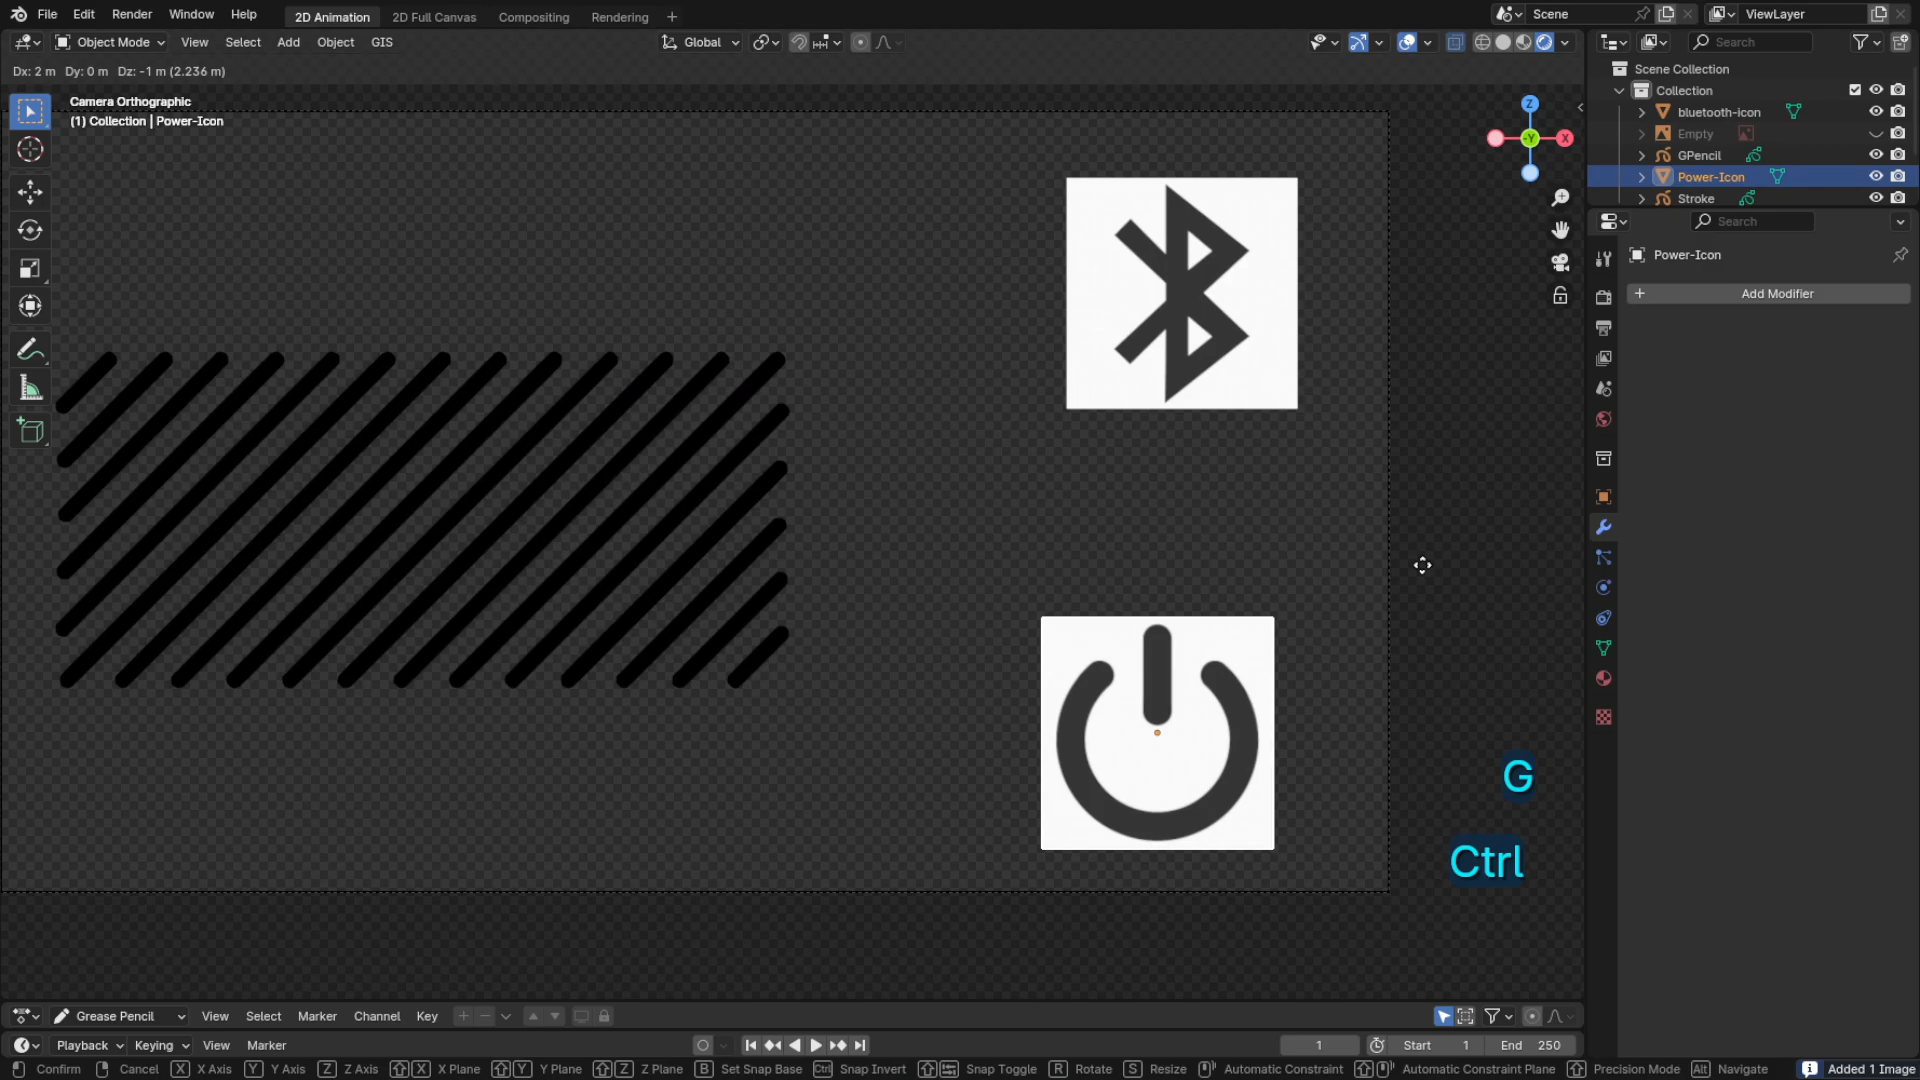 File Edit Render Window Help 2D Animation 2D Full Canvas Compositing Rendering + Scene ViewLayer
Object Mode View Select Add Object GIS Global Search
Dx: 2 m Dy: 0 m Dz: -1 m (2.236 m)
Camera Orthographic
(1) Collection | Power-Icon
Z
-Y
X
Scene Collection
Collection
bluetooth-icon
Empty
GPencil
Power-Icon
Stroke
Search
Power-Icon
+ Add Modifier
G
Ctrl
Grease Pencil View Select Marker Channel Key
Playback Keying View Marker 1 Start 1 End 250
Confirm Cancel X X Axis Y Y Axis Z Z Axis X X Plane Y Y Plane Z Z Plane B Set Snap Base Ctrl Snap Invert Snap Toggle R Rotate S Resize Automatic Constraint Automatic Constraint Plane Precision Mode Alt Navigate Added 1 Image